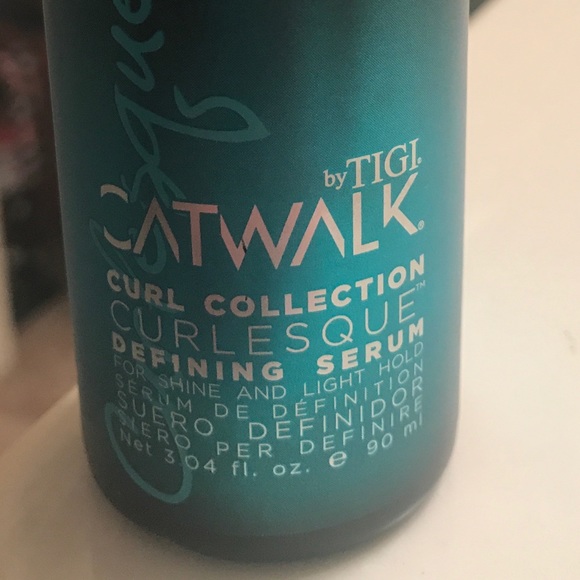 by TIGI®
CATWALK®
CURL COLLECTION
CURLESQUE™
DEFINING SERUM
FOR SHINE AND LIGHT HOLD
SÉRUM DE DÉFINITION
SUERO DEFINIDOR
SIERO PER DEFINIRE
Net 3.04 fl. oz. e 90 ml